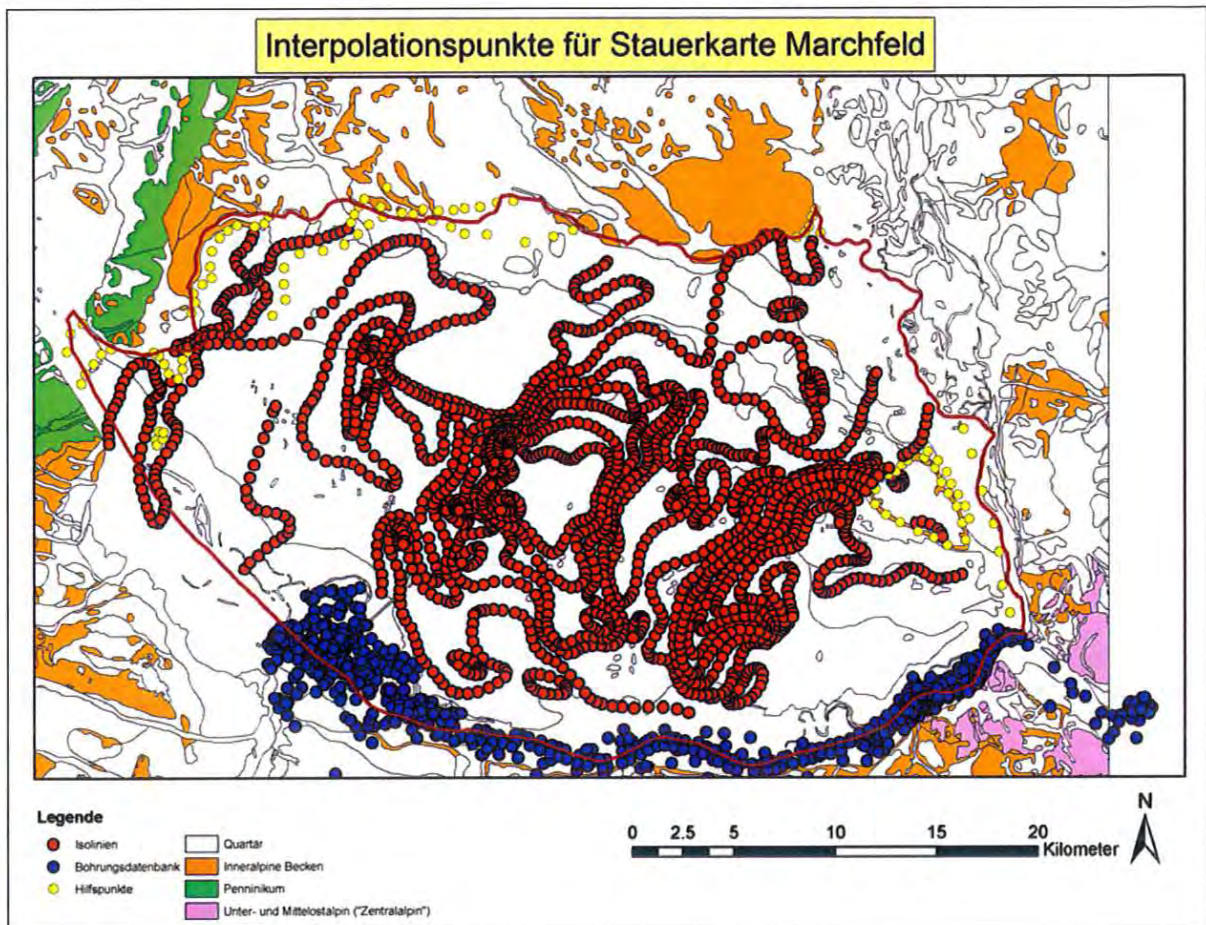 Interpolationspunkte für Stauerkarte Marchfeld
Legende
Isolinien
Bohrungsdatenbank
Hilfspunkte
Quartär
Inneralpine Becken
Penninikum
Unter- und Mittelostalpin ("Zentralalpin")
0 2.5 5 10 15 20
Kilometer
N